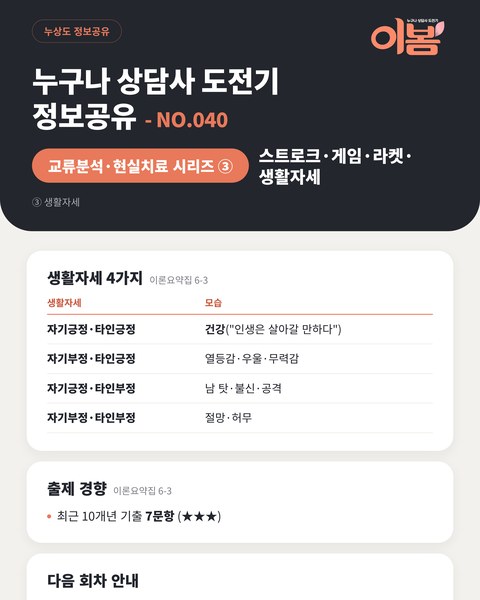 누상도 정보공유
누구나 상담사 도전기
이봄
누구나 상담사 도전기
정보공유 - NO.040
교류분석·현실치료 시리즈 ③
스트로크·게임·라켓·
생활자세
③ 생활자세
생활자세 4가지 이론요약집 6-3
생활자세 모습
자기긍정·타인긍정 건강("인생은 살아갈 만하다")
자기부정·타인긍정 열등감·우울·무력감
자기긍정·타인부정 남 탓·불신·공격
자기부정·타인부정 절망·허무
출제 경향 이론요약집 6-3
• 최근 10개년 기출 7문항 (★★★)
다음 회차 안내